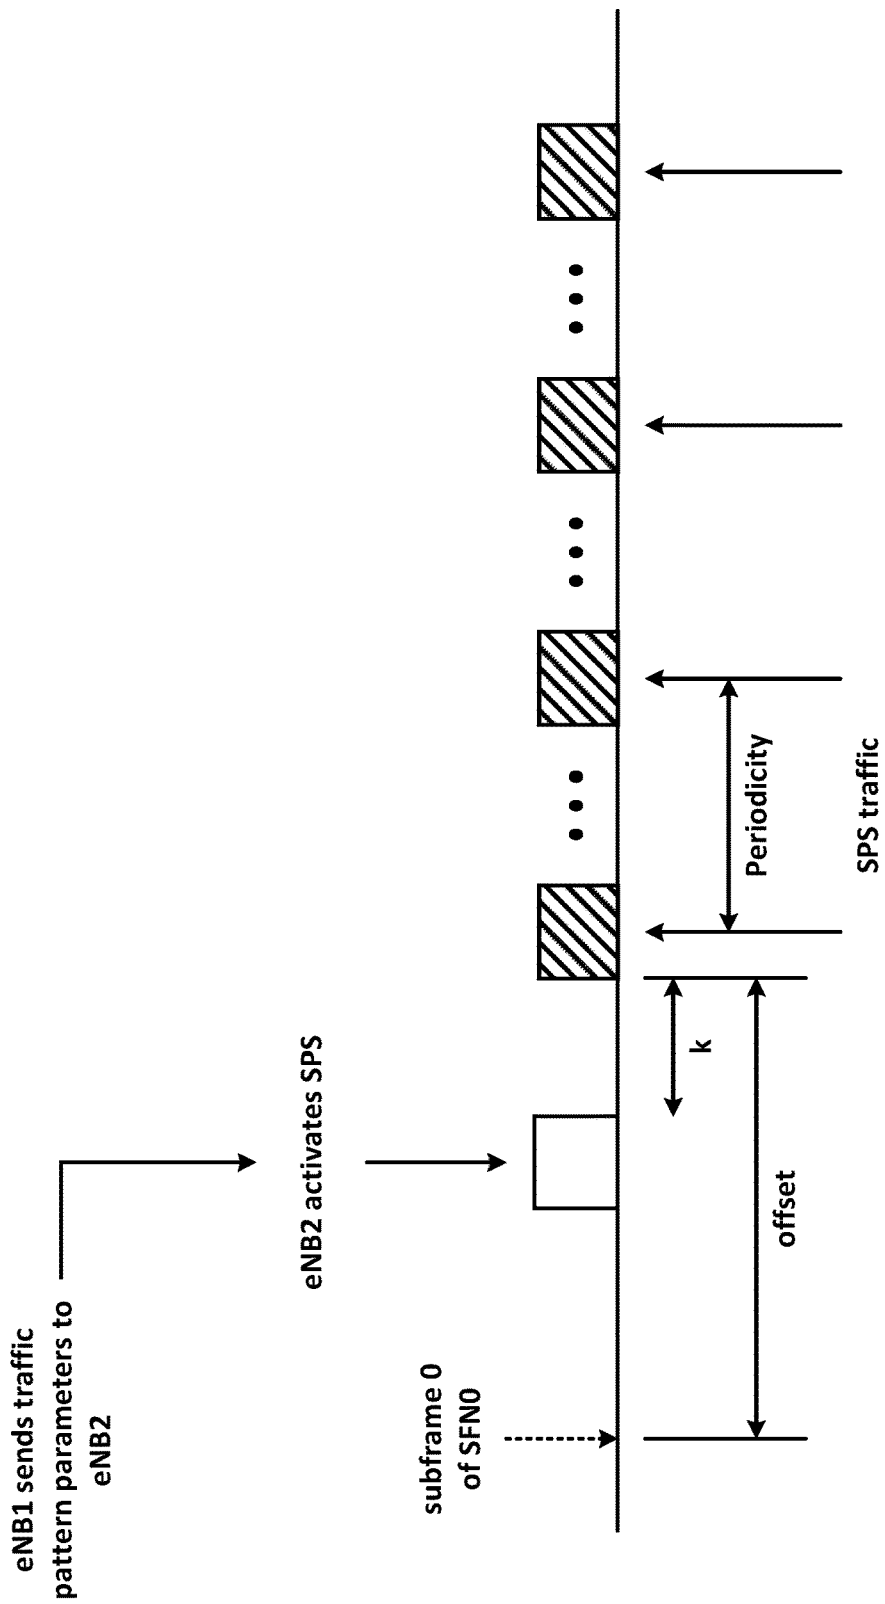 eNB1 sends traffic
pattern parameters to
eNB2
eNB2 activates SPS
subframe 0
of SFN0
k
offset
Periodicity
SPS traffic